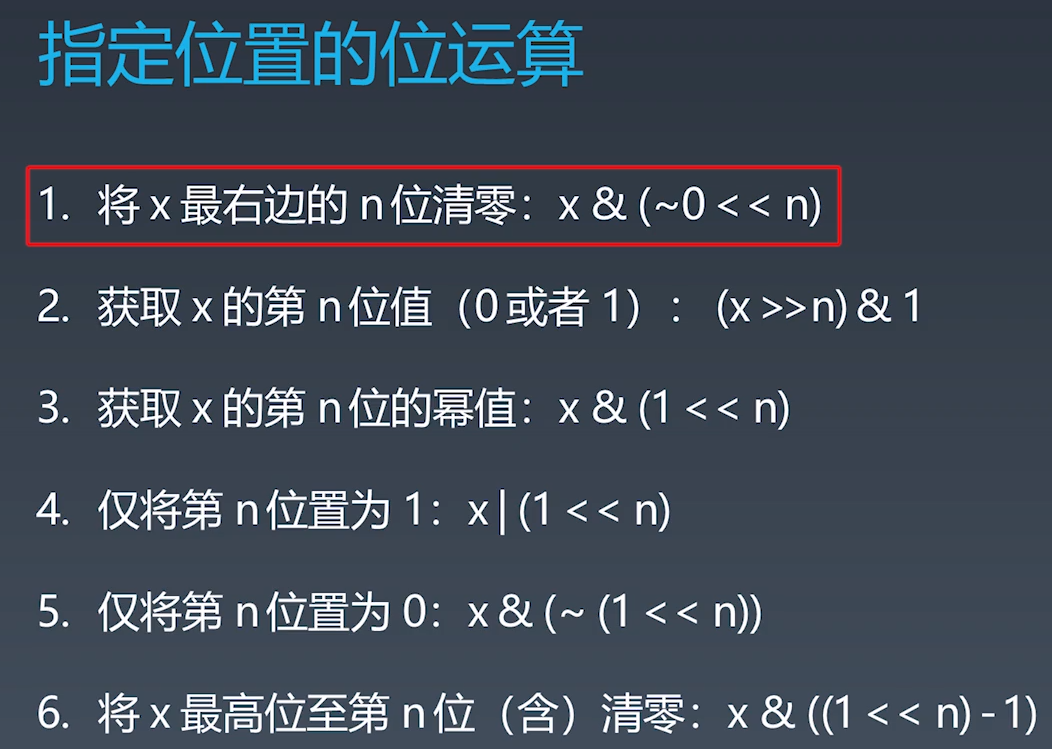 指定位置的位运算
1. 将 x 最右边的 n 位清零：x & (~0 << n)
2. 获取 x 的第 n 位值（0 或者 1）： (x >>n) & 1
3. 获取 x 的第 n 位的幂值：x & (1 << n)
4. 仅将第 n 位置为 1：x | (1 << n)
5. 仅将第 n 位置为 0：x & (~ (1 << n))
6. 将 x 最高位至第 n 位（含）清零：x & ((1 << n) - 1)